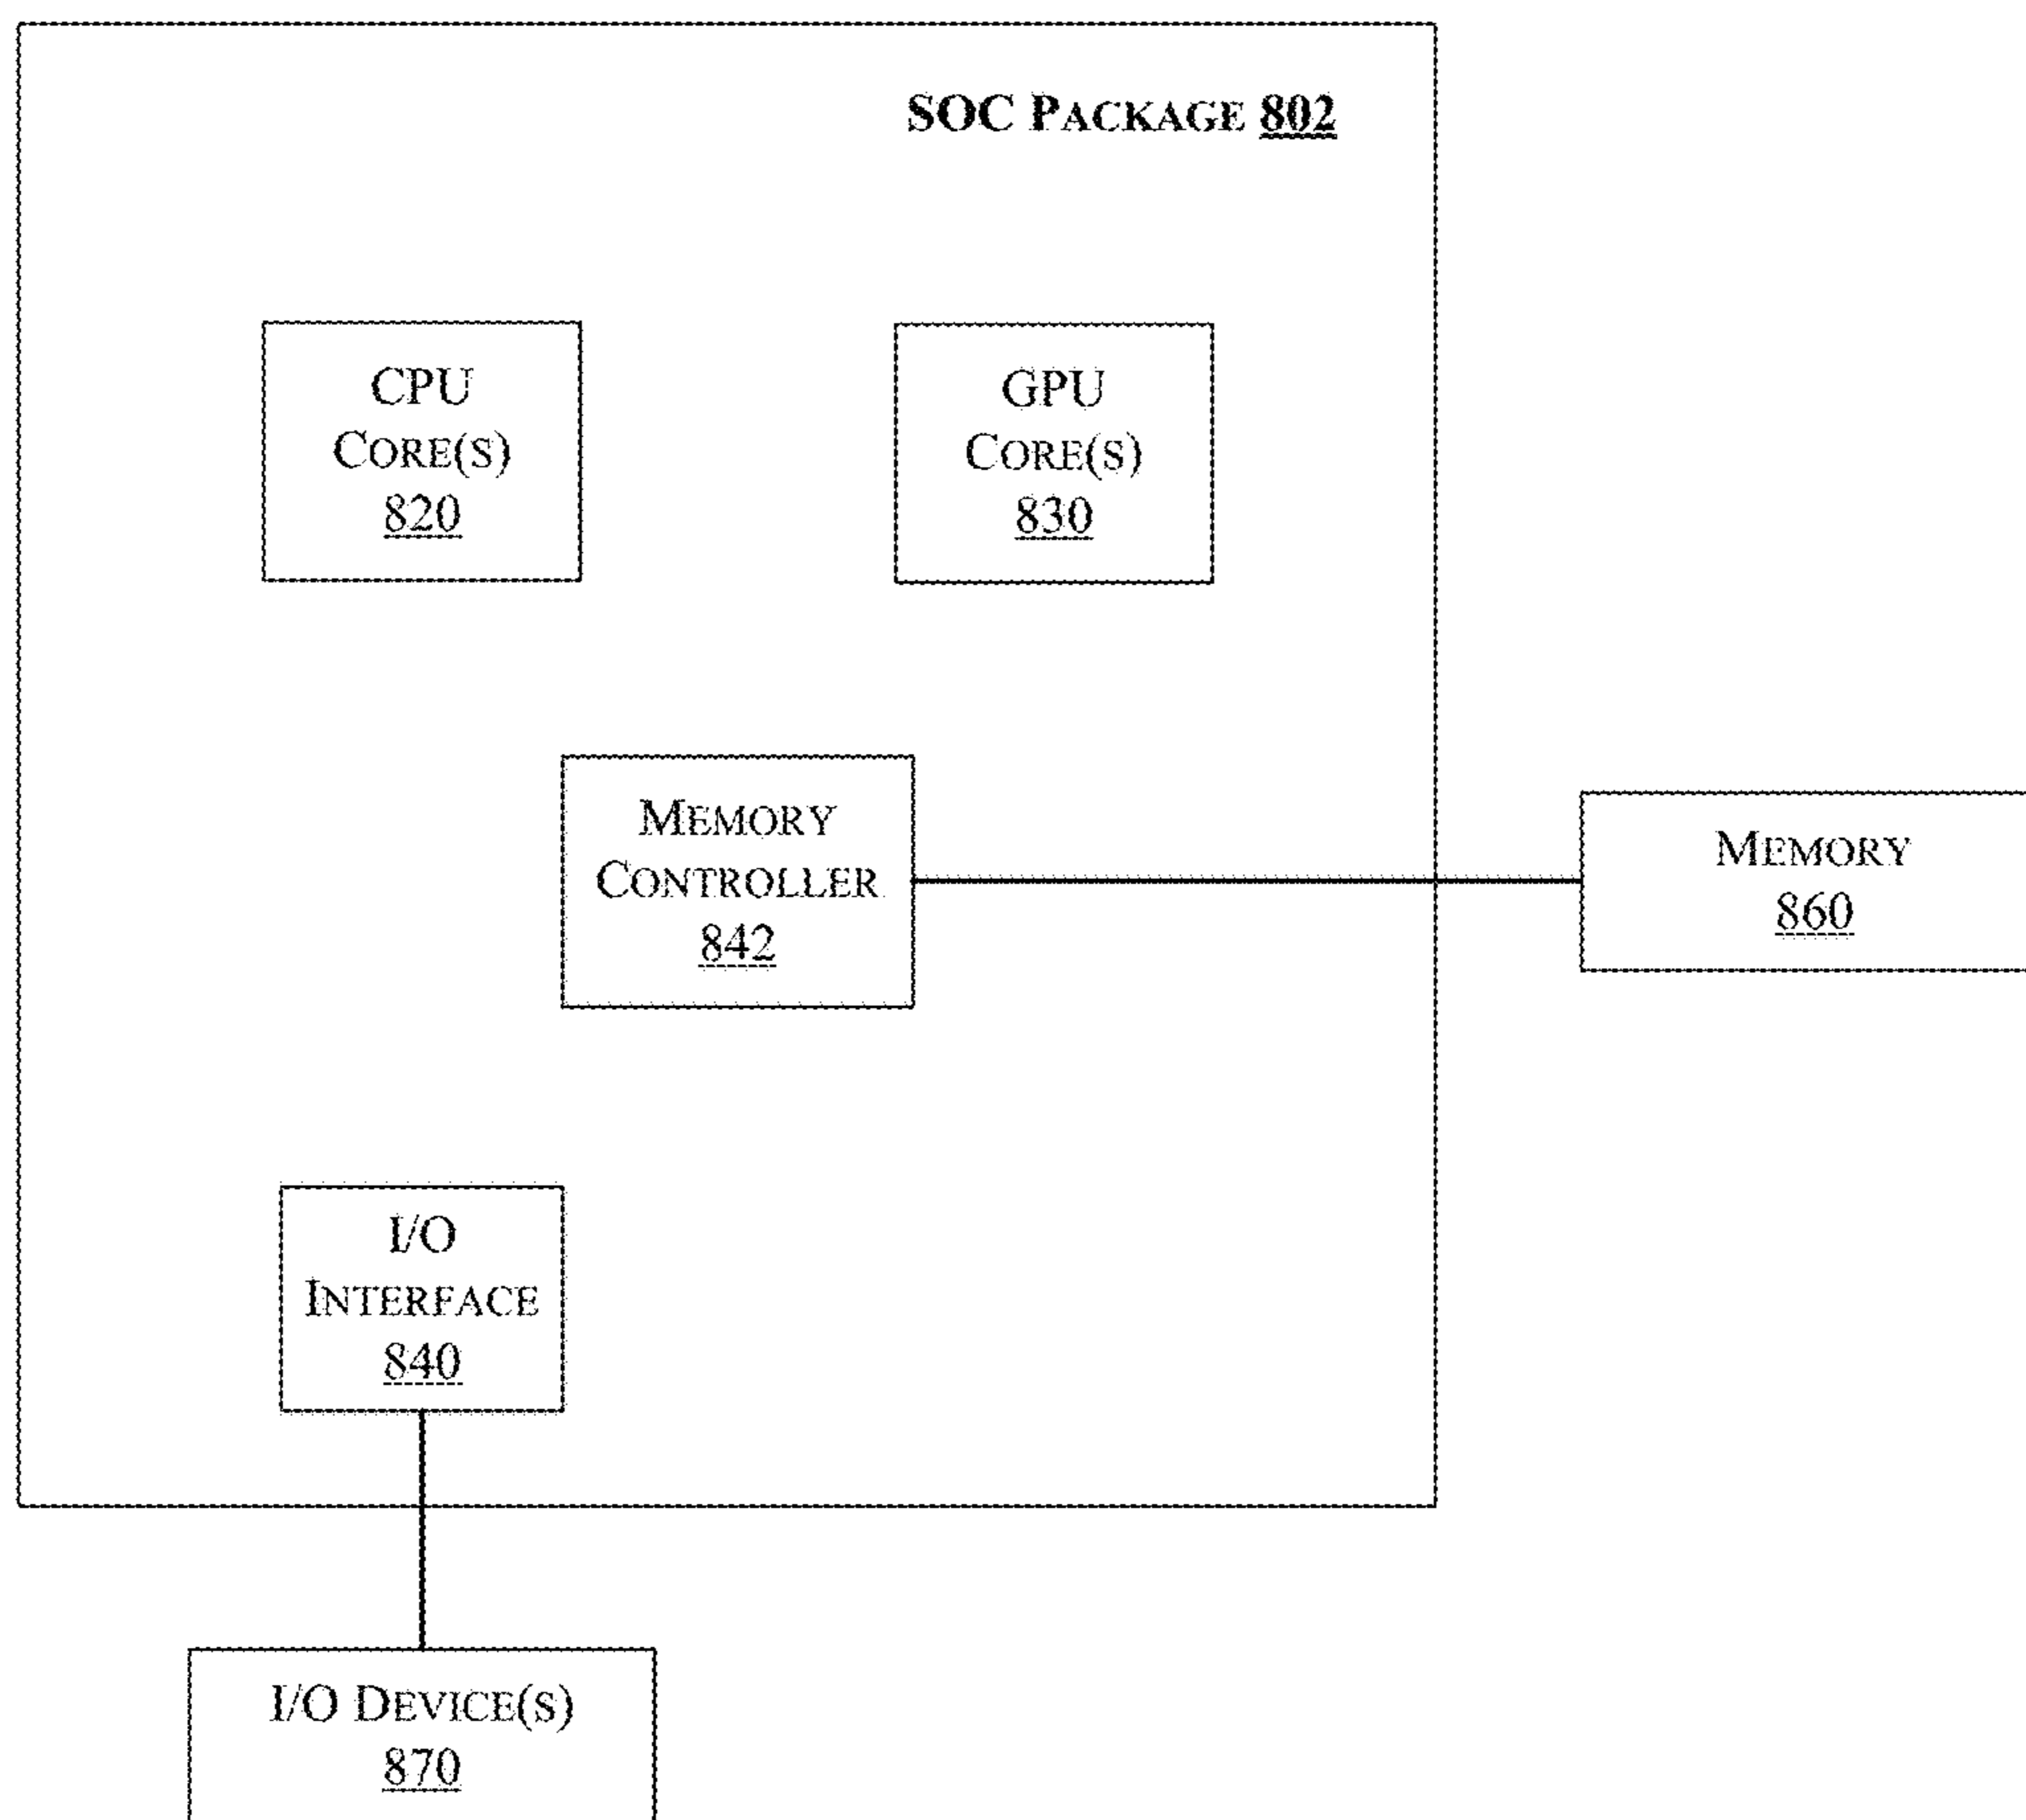 SOC PACKAGE 802
CPU
CORE(S)
820
GPU
CORE(S)
830
MEMORY
CONTROLLER
842
MEMORY
860
I/O
INTERFACE
840
I/O DEVICE(S)
870